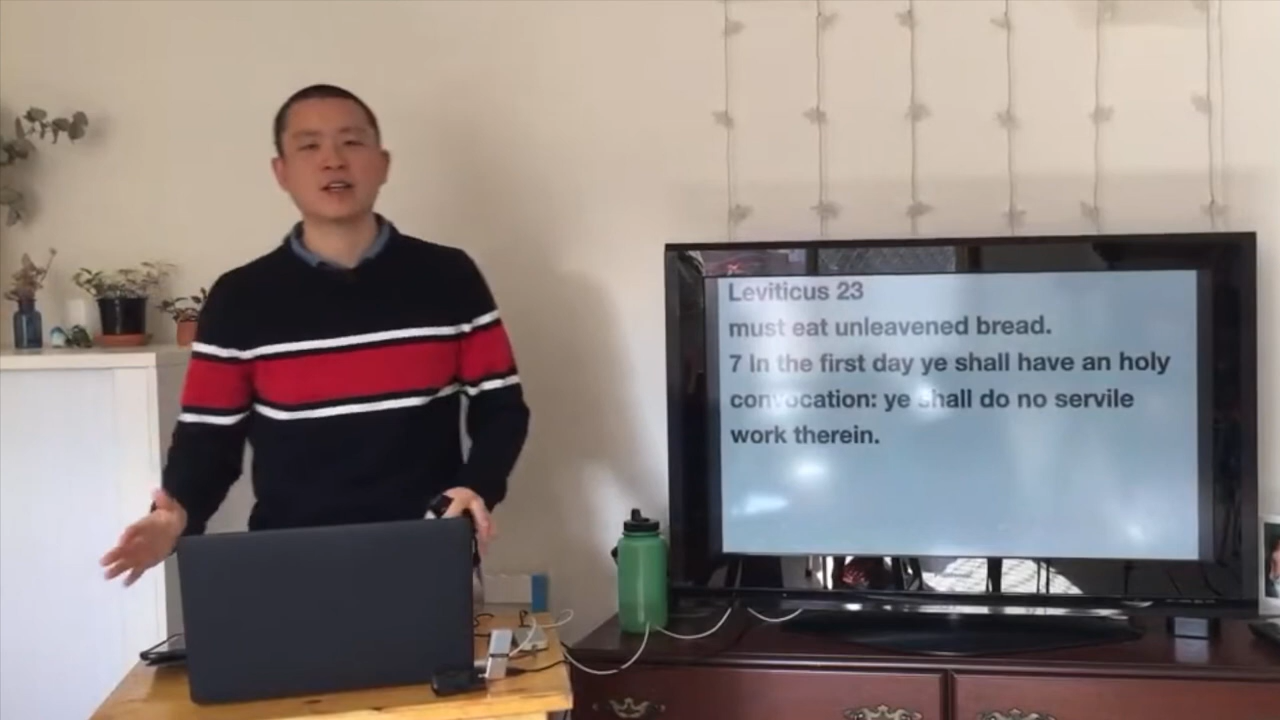 Leviticus 23
must eat unleavened bread.
7 In the first day ye shall have an holy
convocation: ye shall do no servile
work therein.